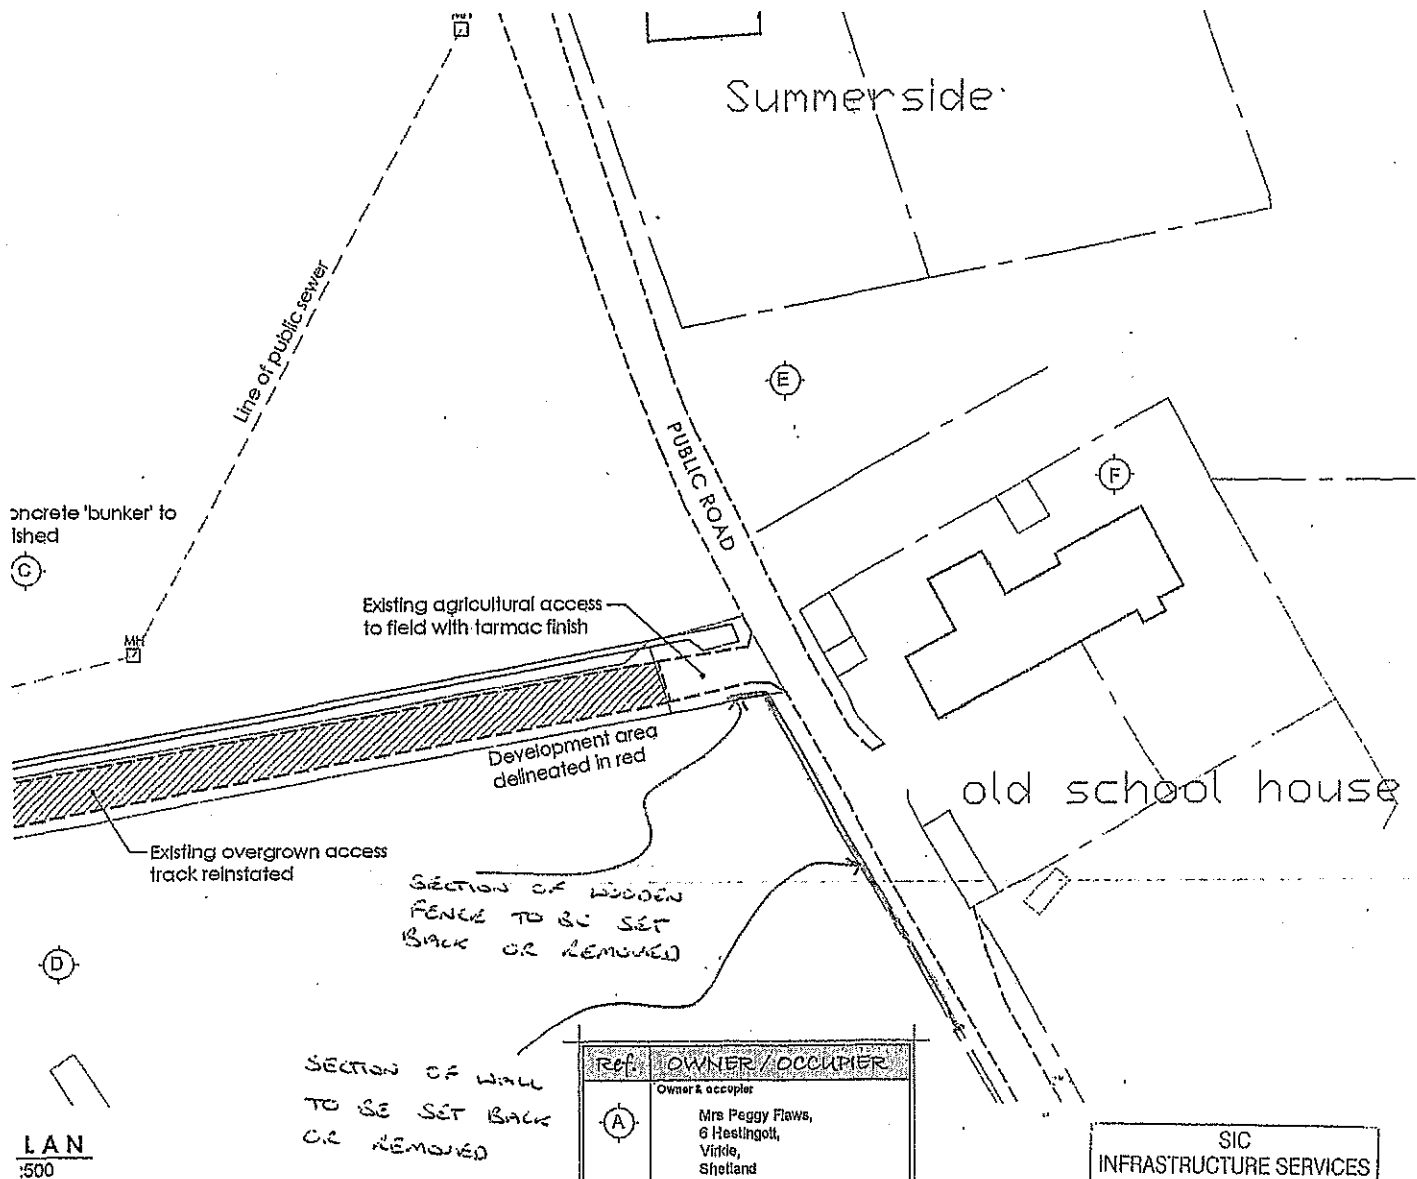 Summerside
Line of public sewer
E
PUBLIC ROAD
F
oncrete 'bunker' to
ished
C
Existing agricultural access
to field with tarmac finish
MH
Development area
delineated in red
old school house
Existing overgrown access
track reinstated
SECTION OF WOODEN
FENCE TO BE SET
BACK OR REMOVED
D
SECTION OF WALL
TO BE SET BACK
OR REMOVED
Ref. OWNER/OCCUPIER
Owner & occupier
A
Mrs Peggy Flaws,
6 Hestingott,
Virkie,
Shetland
LAN
:500
SIC
INFRASTRUCTURE SERVICES